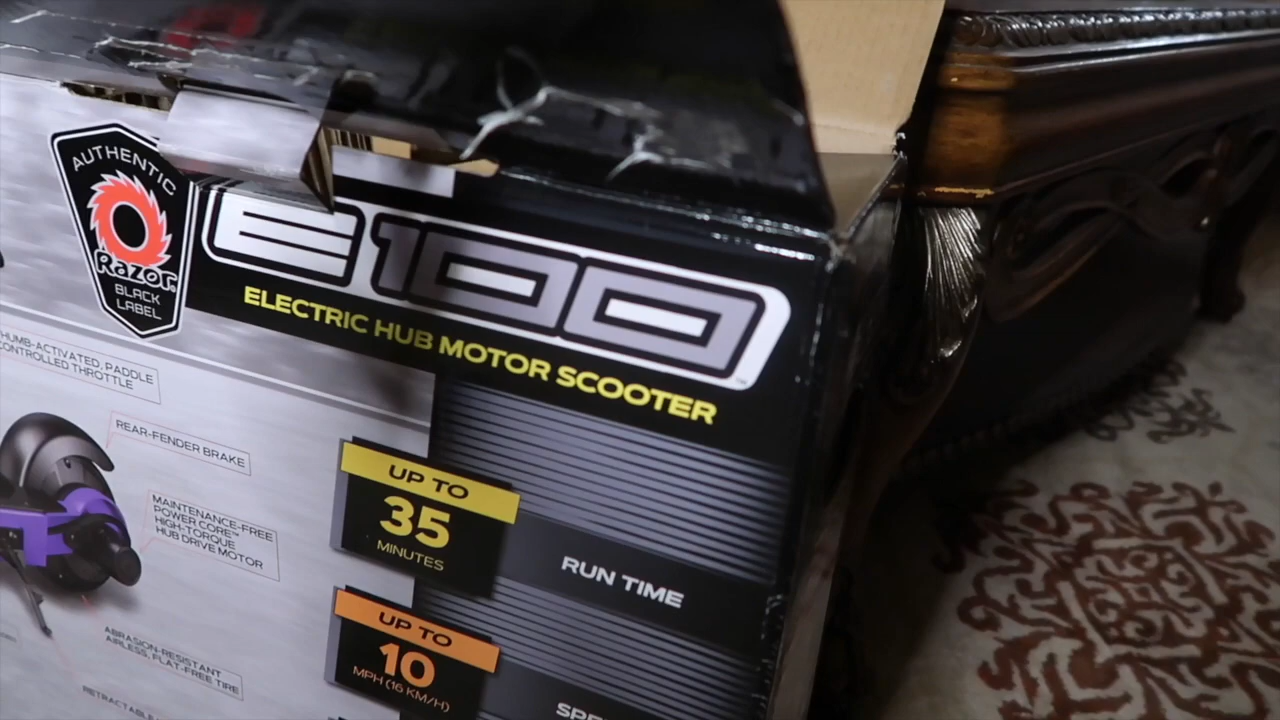 AUTHENTIC
Razor
BLACK
LABEL
E100
ELECTRIC HUB MOTOR SCOOTER
THUMB-ACTIVATED, PADDLE
CONTROLLED THROTTLE
REAR-FENDER BRAKE
MAINTENANCE-FREE
POWER CORE™
HIGH-TORQUE
HUB DRIVE MOTOR
ABRASION-RESISTANT
AIRLESS, FLAT-FREE TIRE
UP TO
35
MINUTES
RUN TIME
UP TO
10
MPH (16 KM/H)